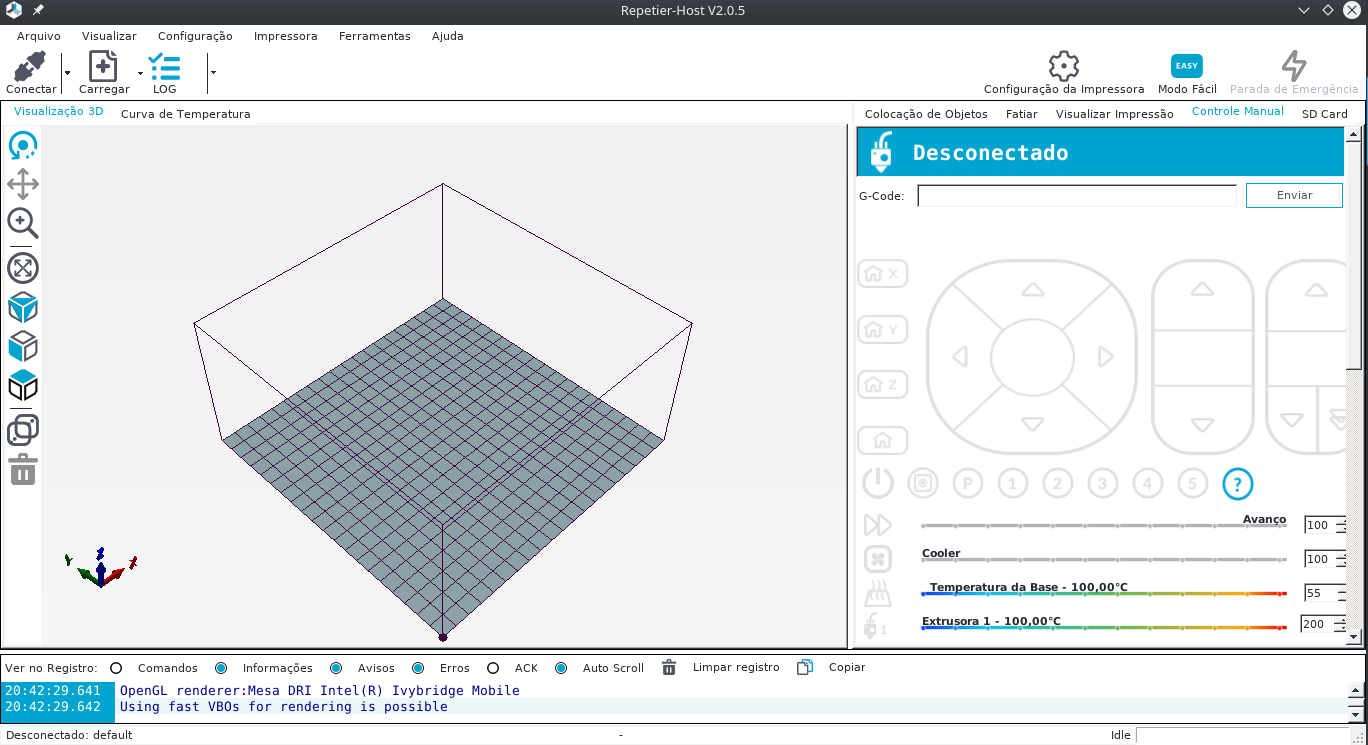 Repetier-Host V2.0.5
Arquivo Visualizar Configuração Impressora Ferramentas Ajuda
Conectar Carregar LOG EASY
Configuração da Impressora Modo Fácil Parada de Emergência
Visualização 3D Curva de Temperatura
Colocação de Objetos Fatiar Visualizar Impressão Controle Manual SD Card
Desconectado
G-Code: Enviar
X
Y
Z
P 1 2 3 4 5 ?
Avanço 100
Cooler 100
Temperatura da Base - 100,00°C 55
1 Extrusora 1 - 100,00°C 200
Ver no Registro: Comandos Informações Avisos Erros ACK Auto Scroll Limpar registro Copiar
20:42:29.641 OpenGL renderer:Mesa DRI Intel(R) Ivybridge Mobile
20:42:29.642 Using fast VBOs for rendering is possible
Desconectado: default - Idle